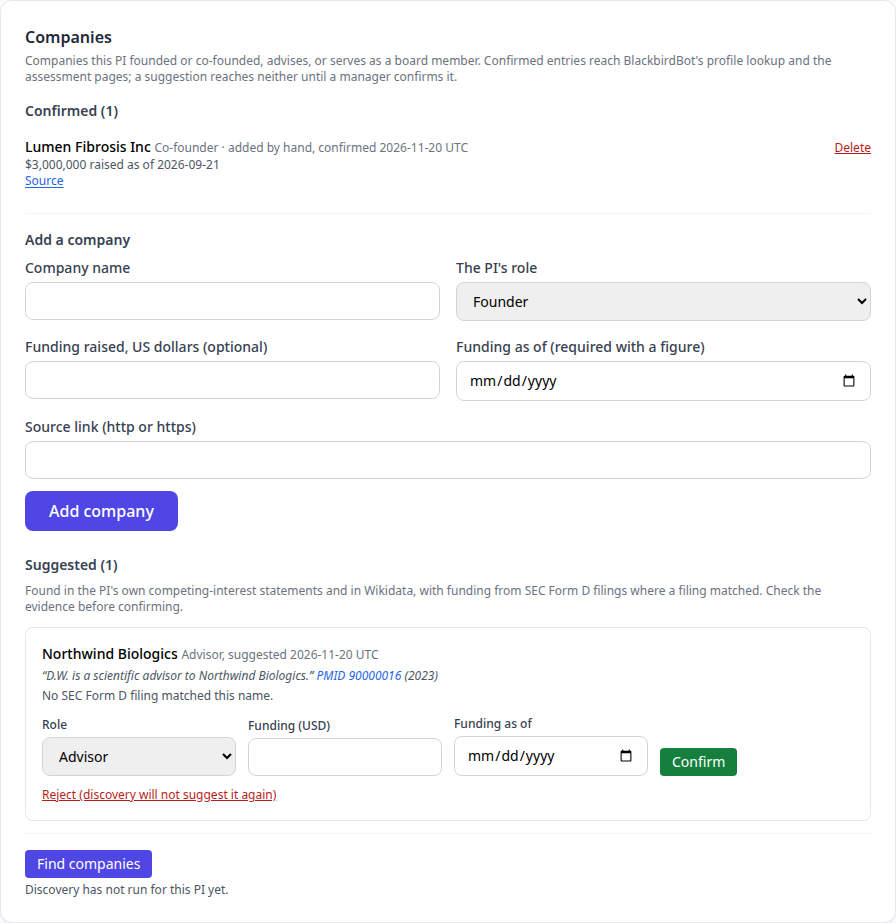 Companies
Companies this PI founded or co-founded, advises, or serves as a board member. Confirmed entries reach BlackbirdBot's profile lookup and the
assessment pages; a suggestion reaches neither until a manager confirms it.
Confirmed (1)
Lumen Fibrosis Inc Co-founder · added by hand, confirmed 2026-11-20 UTC Delete
$3,000,000 raised as of 2026-09-21
Source
Add a company
Company name The PI's role
Founder
Funding raised, US dollars (optional) Funding as of (required with a figure)
mm/dd/yyyy
Source link (http or https)
Add company
Suggested (1)
Found in the PI's own competing-interest statements and in Wikidata, with funding from SEC Form D filings where a filing matched. Check the
evidence before confirming.
Northwind Biologics Advisor, suggested 2026-11-20 UTC
“D.W. is a scientific advisor to Northwind Biologics.” PMID 90000016 (2023)
No SEC Form D filing matched this name.
Role Funding (USD) Funding as of
Advisor mm/dd/yyyy Confirm
Reject (discovery will not suggest it again)
Find companies
Discovery has not run for this PI yet.